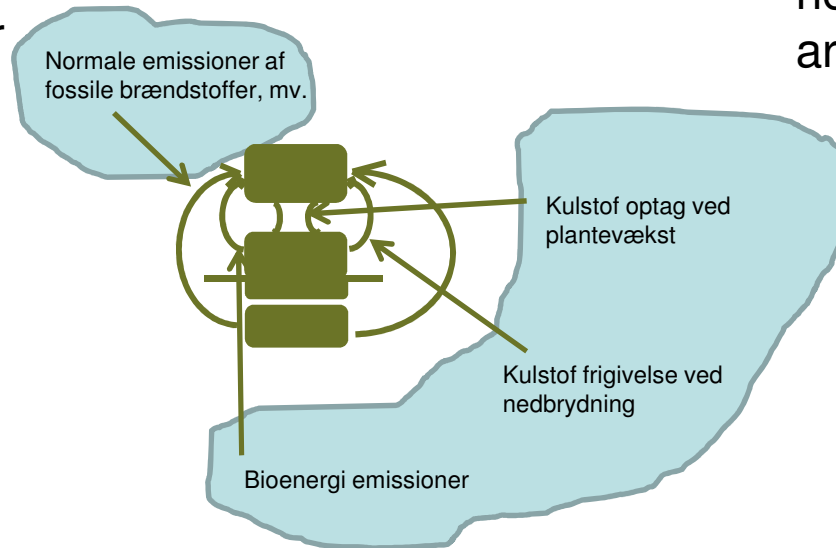 Normale emissioner af
fossile brændstoffer, mv.
Kulstof optag ved
plantevækst
Kulstof frigivelse ved
nedbrydning
Bioenergi emissioner